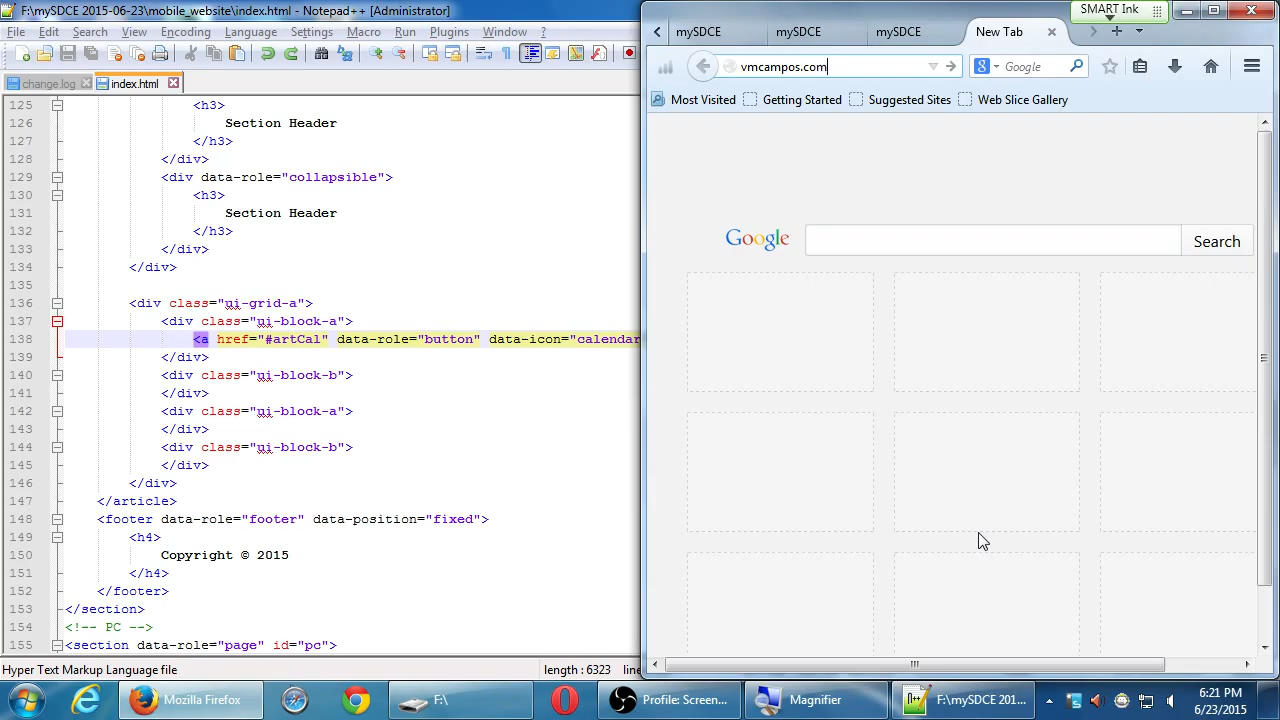 F:\mySDCE 2015-06-23\mobile_website\index.html - Notepad++ [Administrator]
File Edit Search View Encoding Language Settings Macro Run Plugins Window ?
change.log index.html
125 <h3>
126 Section Header
127 </h3>
128 </div>
129 <div data-role="collapsible">
130 <h3>
131 Section Header
132 </h3>
133 </div>
134 </div>
135
136 <div class="ui-grid-a">
137 <div class="ui-block-a">
138 <a href="#artCal" data-role="button" data-icon="calendar
139 </div>
140 <div class="ui-block-b">
141 </div>
142 <div class="ui-block-a">
143 </div>
144 <div class="ui-block-b">
145 </div>
146 </div>
147 </article>
148 <footer data-role="footer" data-position="fixed">
149 <h4>
150 Copyright © 2015
151 </h4>
152 </footer>
153 </section>
154 <!-- PC -->
155 <section data-role="page" id="pc">
Hyper Text Markup Language file length : 6323 line
SMART Ink
mySDCE mySDCE mySDCE New Tab
vmcampos.com Google
Most Visited Getting Started Suggested Sites Web Slice Gallery
Google Search
Mozilla Firefox F:\ Profile: Screen... Magnifier F:\mySDCE 201...
6:21 PM
6/23/2015